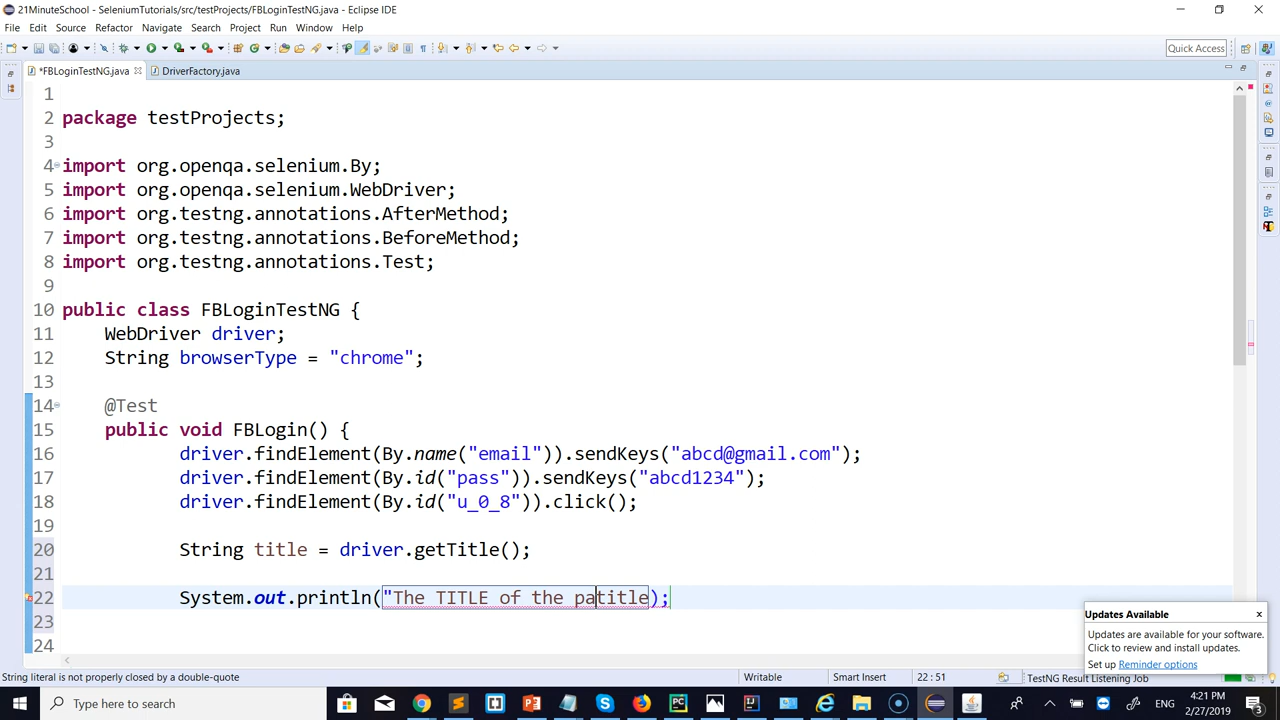 21MinuteSchool - SeleniumTutorials/src/testProjects/FBLoginTestNG.java - Eclipse IDE
File Edit Source Refactor Navigate Search Project Run Window Help
Quick Access
*FBLoginTestNG.java DriverFactory.java
1
2 package testProjects;
3
4 import org.openqa.selenium.By;
5 import org.openqa.selenium.WebDriver;
6 import org.testng.annotations.AfterMethod;
7 import org.testng.annotations.BeforeMethod;
8 import org.testng.annotations.Test;
9
10 public class FBLoginTestNG {
11 WebDriver driver;
12 String browserType = "chrome";
13
14 @Test
15 public void FBLogin() {
16 driver.findElement(By.name("email")).sendKeys("abcd@gmail.com");
17 driver.findElement(By.id("pass")).sendKeys("abcd1234");
18 driver.findElement(By.id("u_0_8")).click();
19
20 String title = driver.getTitle();
21
22 System.out.println("The TITLE of the patitle);
23
24
Updates Available
Updates are available for your software.
Click to review and install updates.
Set up Reminder options
String literal is not properly closed by a double-quote Writable Smart Insert 22 : 51 TestNG Result Listening Job
Type here to search ENG 4:21 PM
2/27/2019 3